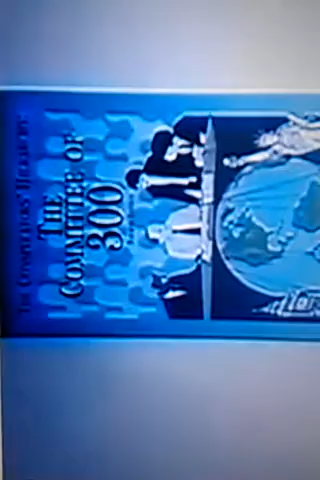 THE CONSPIRATORS' HIERARCHY:
THE
COMMITTEE OF
300